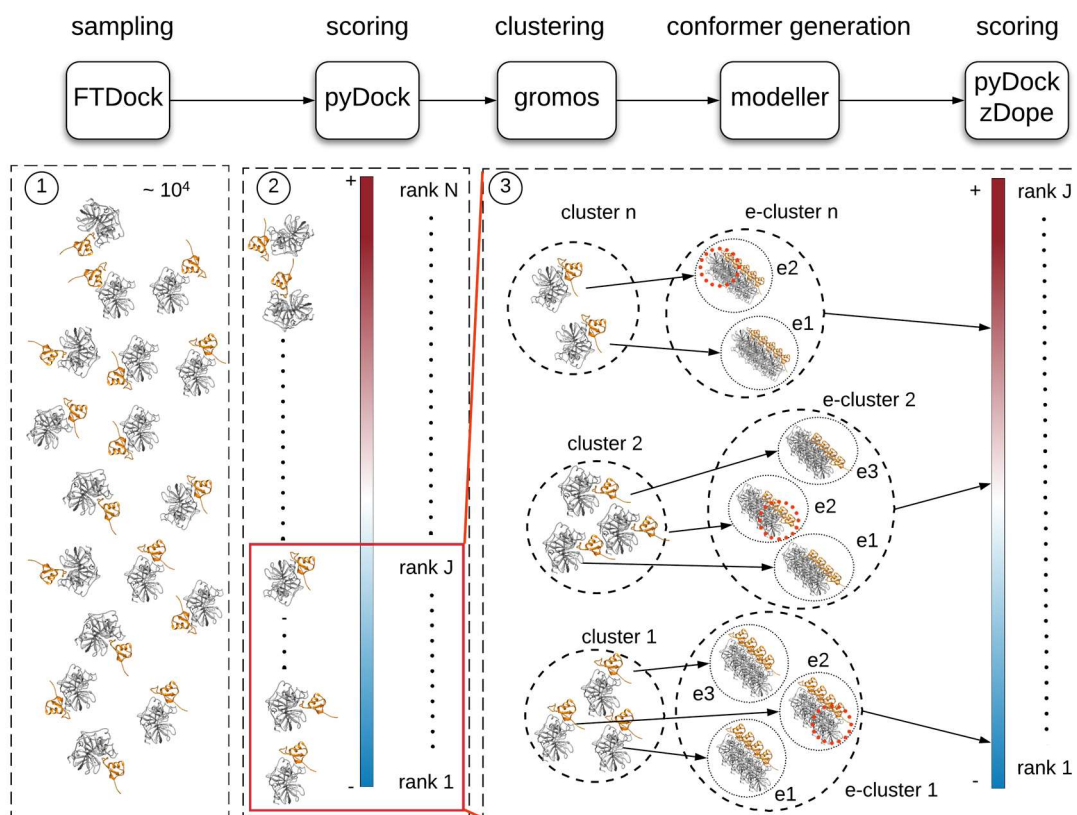 sampling
scoring
clustering
conformer generation
scoring
FTDock
pyDock
gromos
modeller
pyDock
zDope
1
~ 10⁴
2
+
rank N
rank J
-
rank 1
3
cluster n
e-cluster n
e2
e1
cluster 2
e-cluster 2
e3
e2
e1
cluster 1
e3
e2
e1
e-cluster 1
+
rank J
rank 1
-